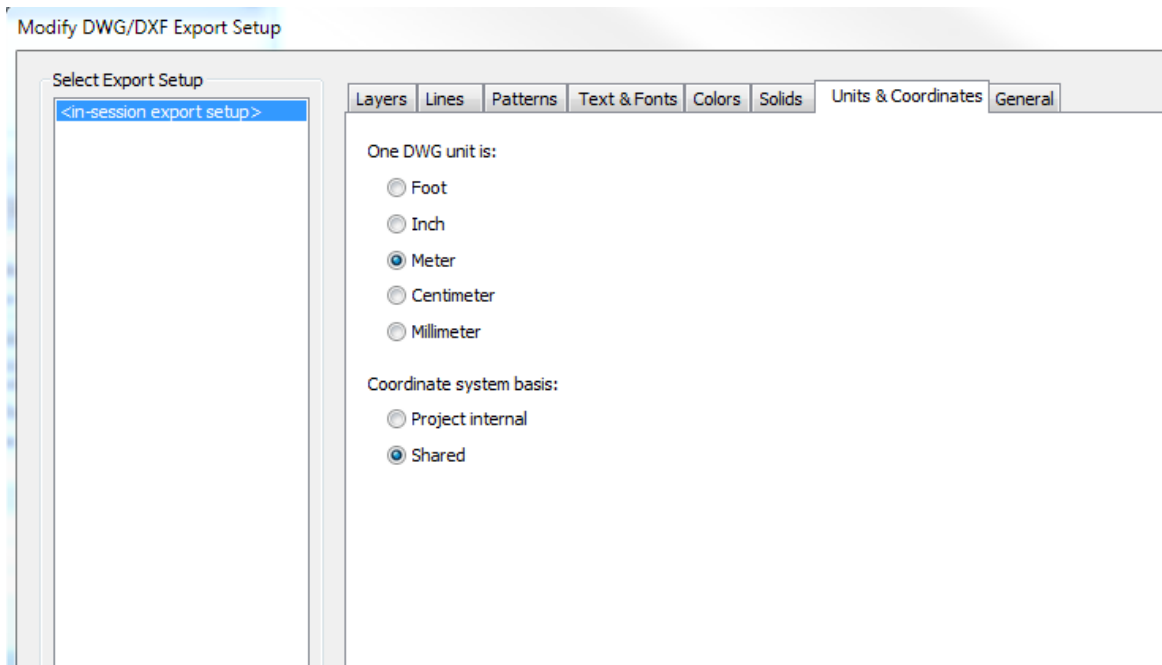 Modify DWG/DXF Export Setup
Select Export Setup
<in-session export setup>
Layers Lines Patterns Text & Fonts Colors Solids Units & Coordinates General
One DWG unit is:
Foot
Inch
Meter
Centimeter
Millimeter
Coordinate system basis:
Project internal
Shared